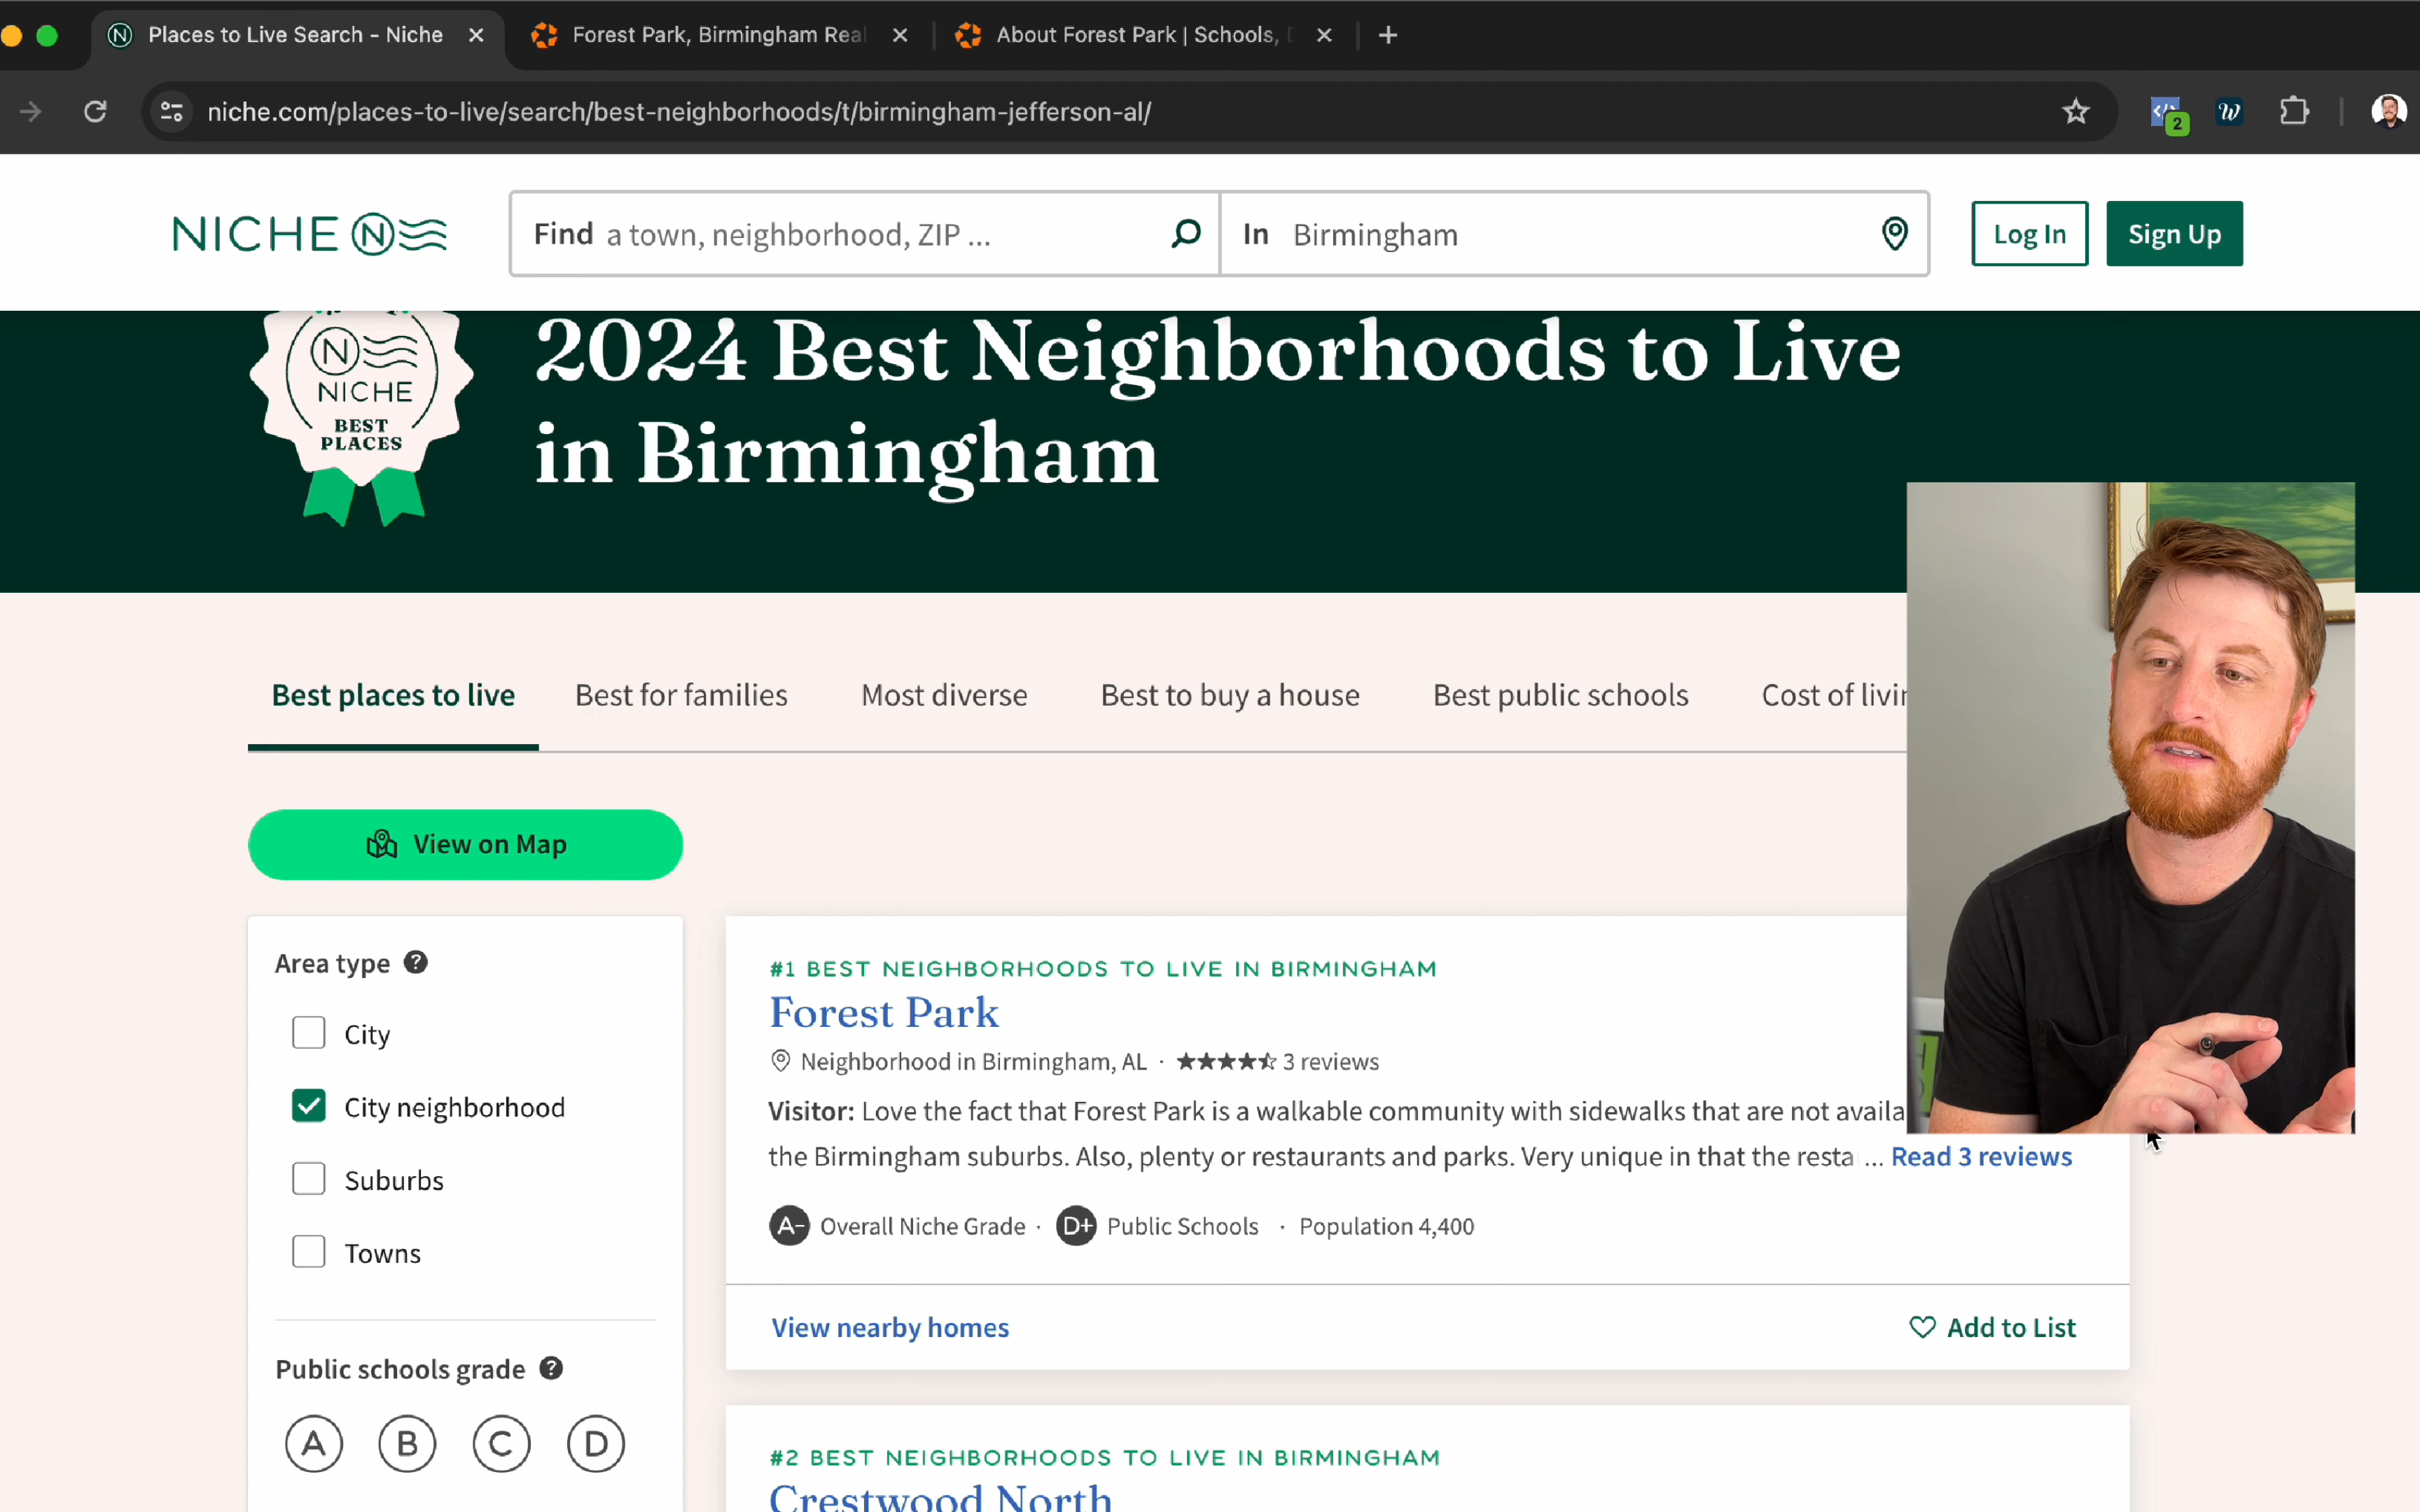 Places to Live Search - Niche
Forest Park, Birmingham Rea
About Forest Park | Schools,
niche.com/places-to-live/search/best-neighborhoods/t/birmingham-jefferson-al/
2
w
NICHE N
Find a town, neighborhood, ZIP ...
In Birmingham
Log In
Sign Up
N
NICHE
BEST
PLACES
2024 Best Neighborhoods to Live
in Birmingham
Best places to live
Best for families
Most diverse
Best to buy a house
Best public schools
Cost of livin
View on Map
Area type ?
City
City neighborhood
Suburbs
Towns
Public schools grade ?
A B C D
#1 BEST NEIGHBORHOODS TO LIVE IN BIRMINGHAM
Forest Park
Neighborhood in Birmingham, AL · ★★★★⯪ 3 reviews
Visitor: Love the fact that Forest Park is a walkable community with sidewalks that are not availa
the Birmingham suburbs. Also, plenty or restaurants and parks. Very unique in that the resta ... Read 3 reviews
A- Overall Niche Grade · D+ Public Schools · Population 4,400
View nearby homes
Add to List
#2 BEST NEIGHBORHOODS TO LIVE IN BIRMINGHAM
Crestwood North